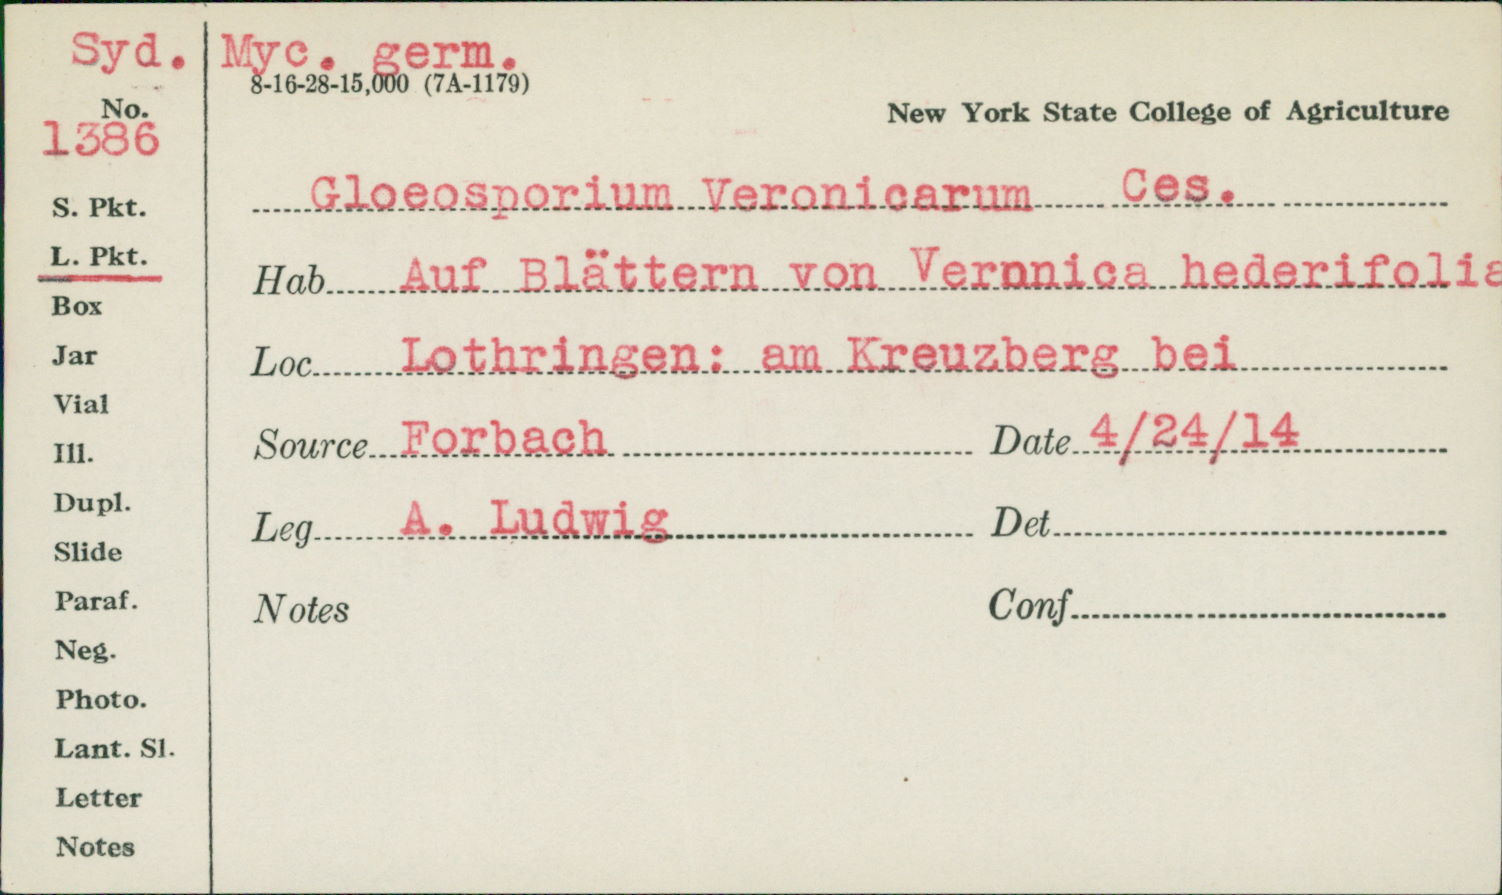 Syd. Myc. germ.
8-16-28-15,000 (7A-1179)
No.
1386
New York State College of Agriculture
Gloeosporium Veronicarum Ces.
Hab. Auf Blättern von Vernnica hederifolia
Loc. Lothringen: am Kreuzberg bei
Source Forbach Date 4/24/14
Leg. A. Ludwig Det.
Notes Conf.
S. Pkt.
L. Pkt.
Box
Jar
Vial
Ill.
Dupl.
Slide
Paraf.
Neg.
Photo.
Lant. Sl.
Letter
Notes